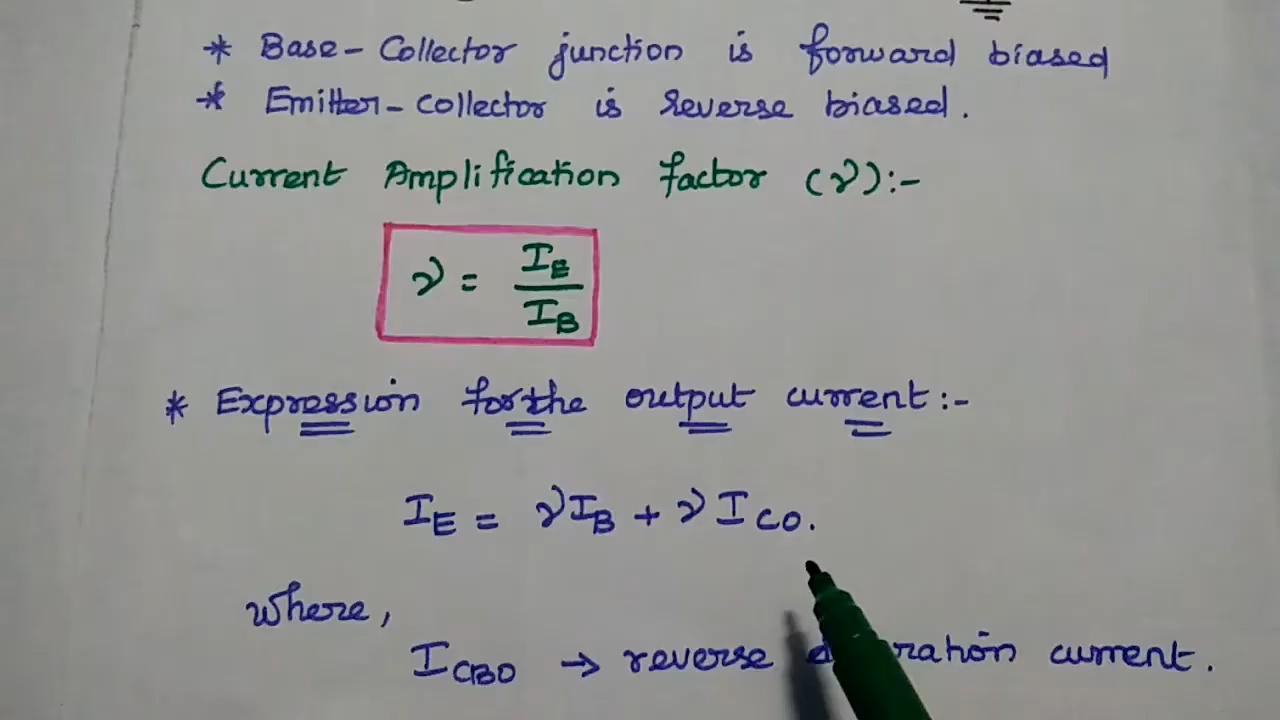 * Base-Collector junction is forward biased
* Emitter-collector is reverse biased.
Current Amplification factor (γ):-
γ = I_E / I_B
* Expression for the output current:-
I_E = γI_B + γ I_CO.
where,
I_CBO → reverse current.